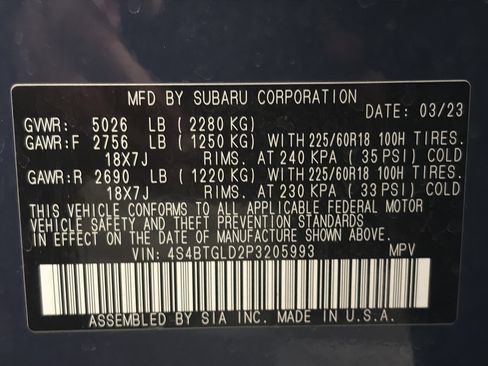 MFD BY SUBARU CORPORATION DATE: 03/23
GVWR: 5026 LB ( 2280 KG)
GAWR:F 2756 LB ( 1250 KG) WITH 225/60R18 100H TIRES.
18X7J RIMS. AT 240 KPA ( 35 PSI) COLD
GAWR:R 2690 LB ( 1220 KG) WITH 225/60R18 100H TIRES.
18X7J RIMS. AT 230 KPA ( 33 PSI) COLD
THIS VEHICLE CONFORMS TO ALL APPLICABLE FEDERAL MOTOR
VEHICLE SAFETY AND THEFT PREVENTION STANDARDS
IN EFFECT ON THE DATE OF MANUFACTURE SHOWN ABOVE.
VIN: 4S4BTGLD2P3205993 MPV
ASSEMBLED BY SIA INC. MADE IN U.S.A.